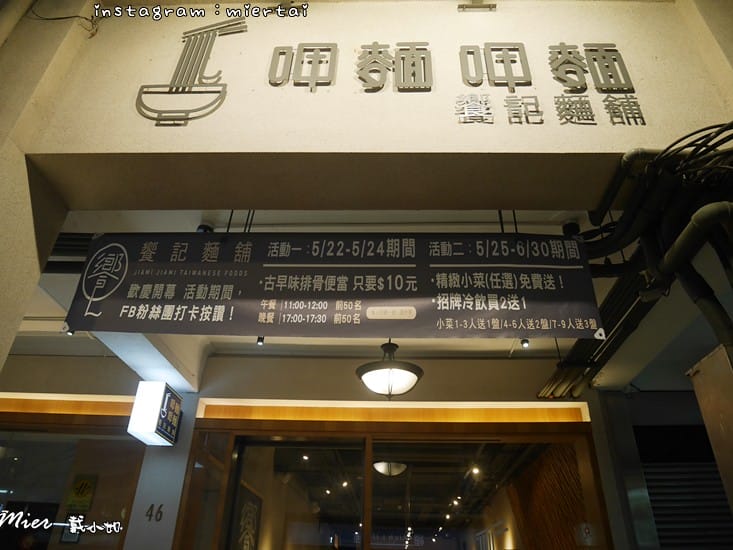 instagram：miertai
呷麵呷麵
饗記麵舖
饗記麵舖
JIAMI JIAMI TAIWANESE FOODS
歡慶開幕 活動期間，
FB粉絲團打卡按讚！
活動一：5/22-5/24期間
·古早味排骨便當 只要$10元
午餐 | 11:00-12:00 前50名
晚餐 | 17:00-17:30 前50名
活動二：5/25-6/30期間
·精緻小菜(任選)免費送！
·招牌冷飲買2送1
小菜1-3人送1盤/4-6人送2盤/7-9人送3盤
呷麵呷麵
46
Mier一戴小如